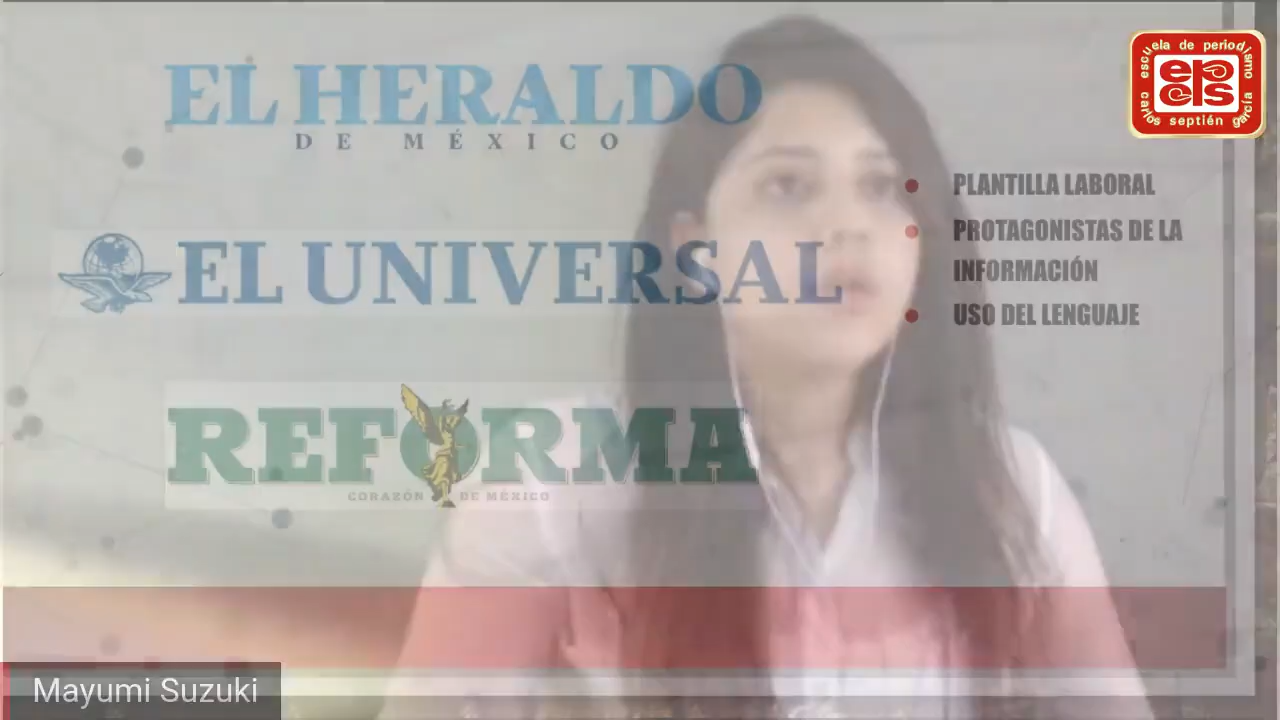 EL HERALDO
DE MÉXICO
EL UNIVERSAL
REFORMA
CORAZÓN DE MÉXICO
escuela de periodismo
carlos septién garcía
• PLANTILLA LABORAL
• PROTAGONISTAS DE LA
INFORMACIÓN
• USO DEL LENGUAJE
Mayumi Suzuki